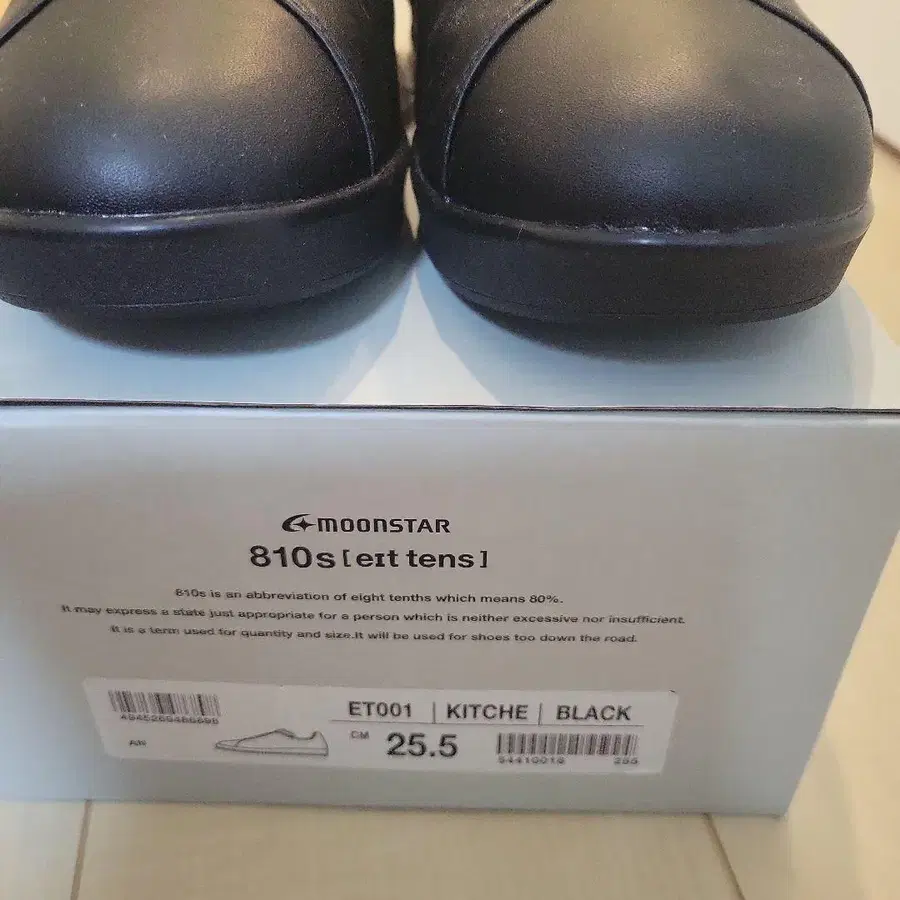 MOONSTAR
810s [eɪt tens]
810s is an abbreviation of eight tenths which means 80%.
It may express a state just appropriate for a person which is neither excessive nor insufficient.
It is a term used for quantity and size.It will be used for shoes too down the road.
ET001 | KITCHE | BLACK
CM 25.5
54410016 255